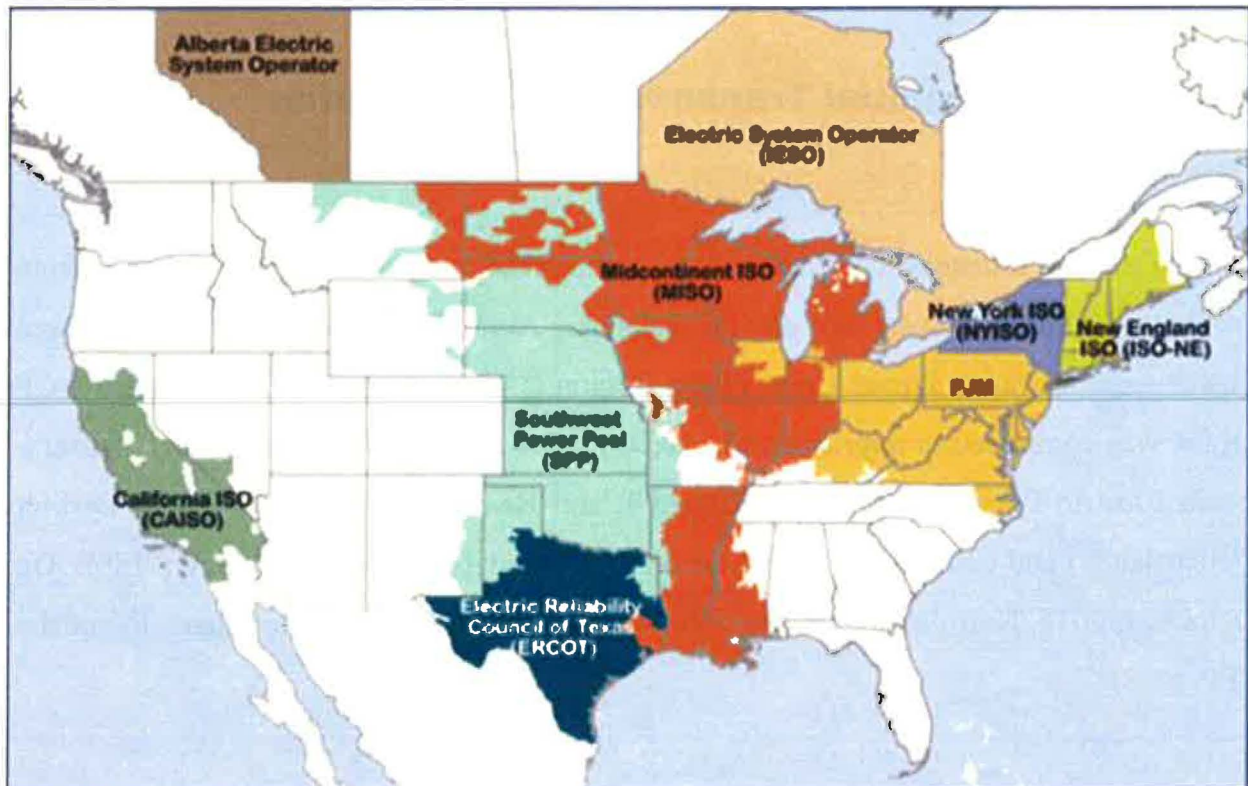 Alberta Electric
System Operator
Electric System Operator
(IESO)
Midcontinent ISO
(MISO)
New York ISO
(NYISO)
New England
ISO (ISO-NE)
PJM
Southwest
Power Pool
(SPP)
California ISO
(CAISO)
Electric Reliability
Council of Texas
(ERCOT)